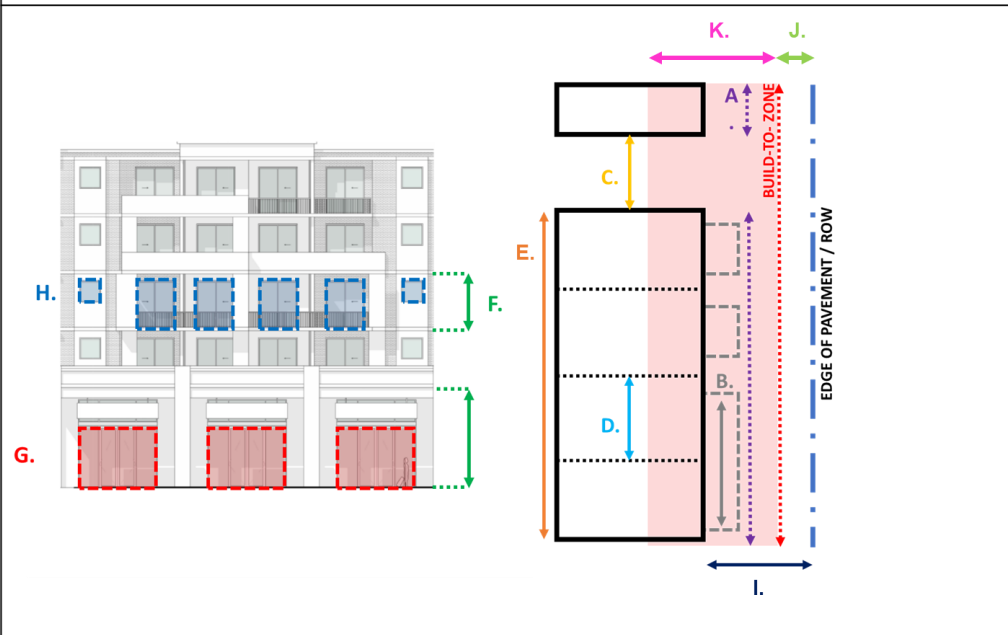 K.
J.
A
.
BUILD-TO- ZONE
C.
EDGE OF PAVEMENT / ROW
E.
H.
F.
B.
D.
G.
I.